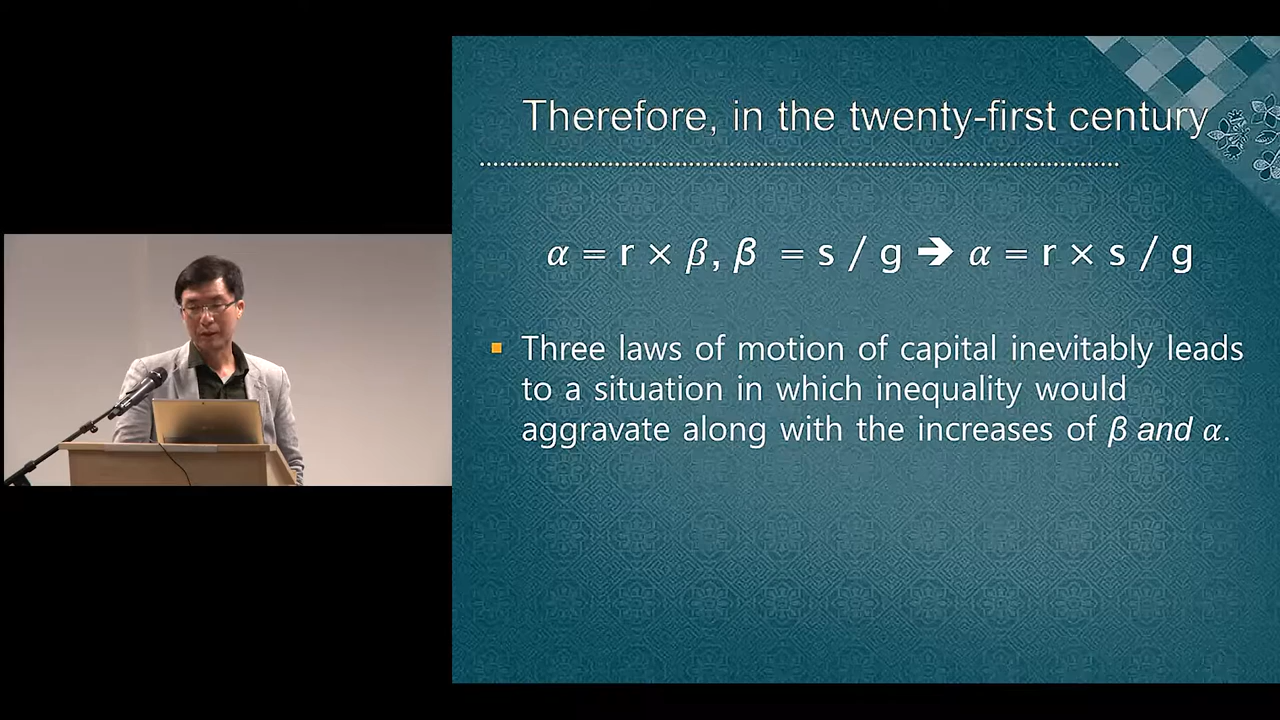 Therefore, in the twenty-first century
α = r × β, β = s / g → α = r × s / g
▪ Three laws of motion of capital inevitably leads
to a situation in which inequality would
aggravate along with the increases of β and α.